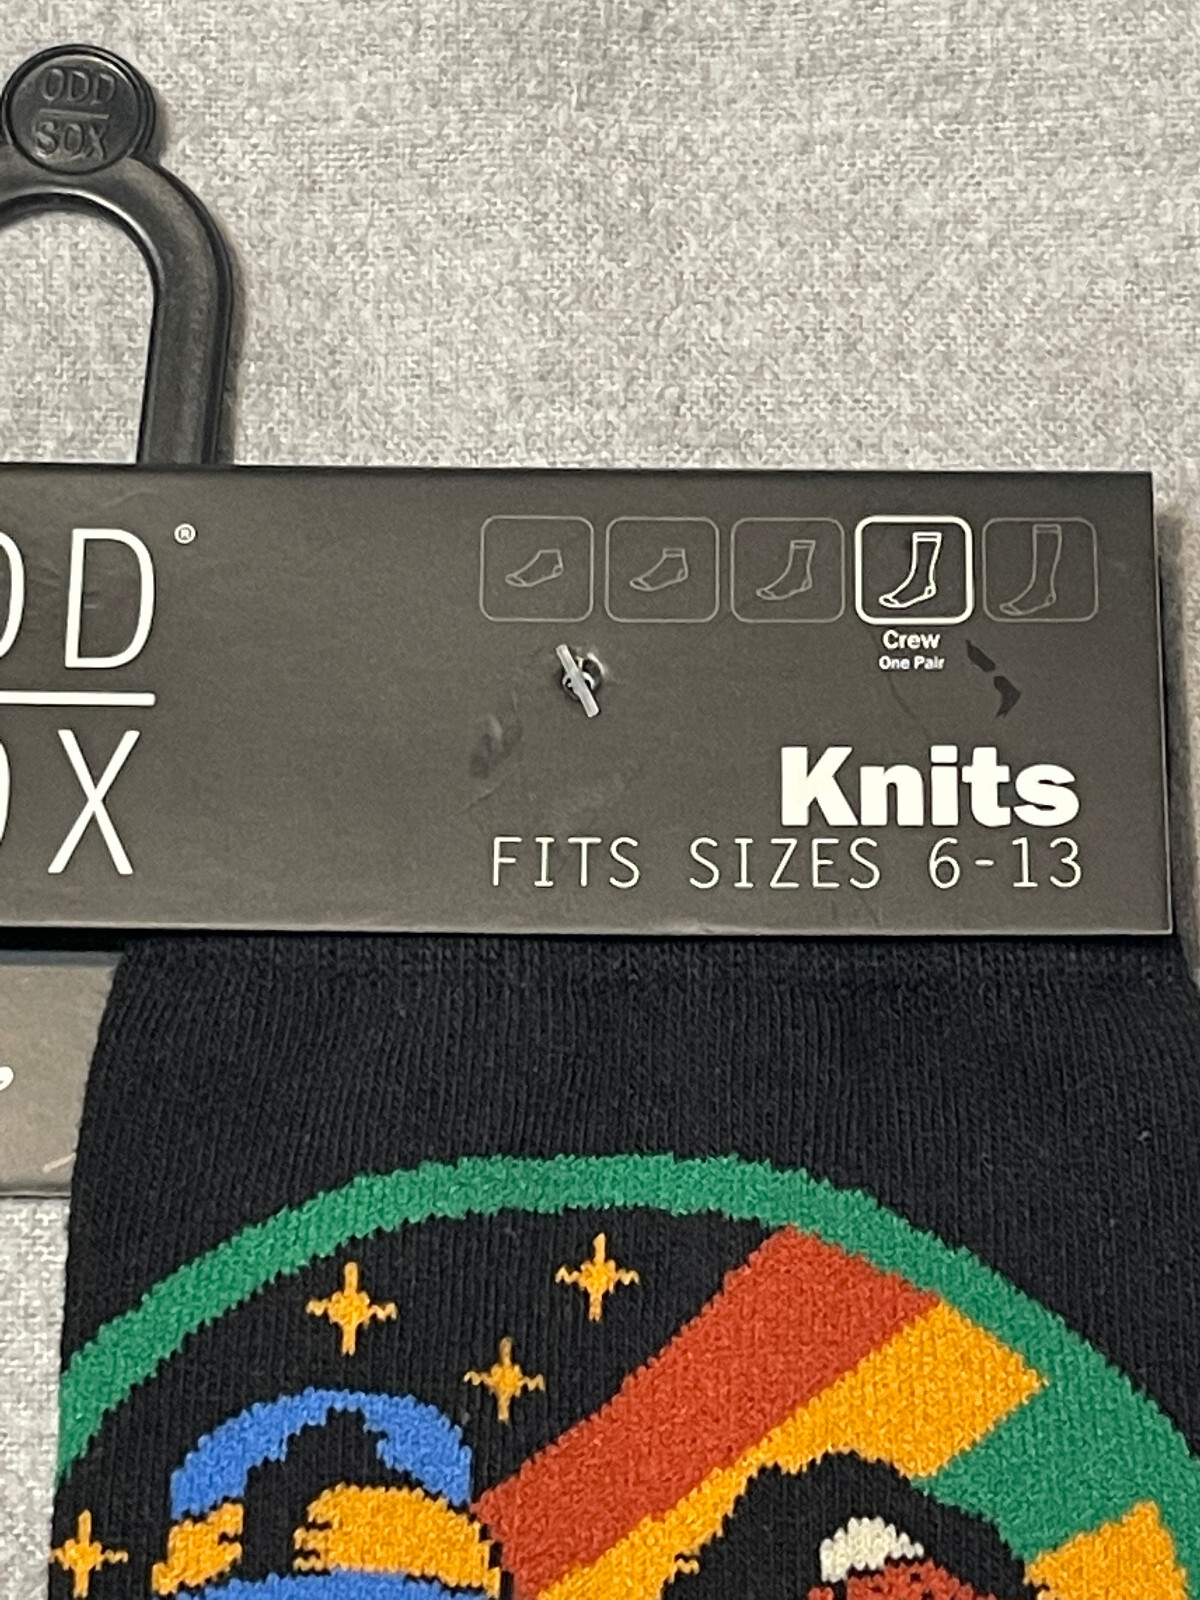 ODD
SOX
DD®
OX
Crew
One Pair
Knits
FITS SIZES 6-13